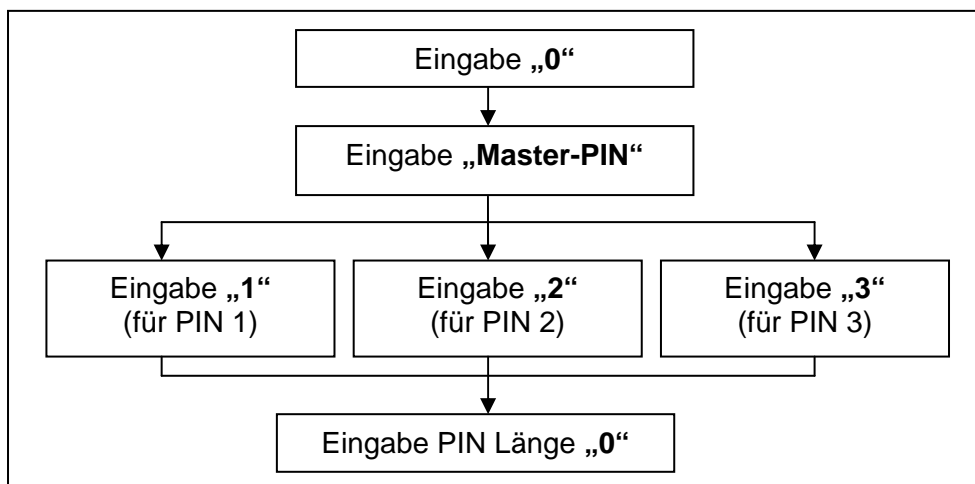 Eingabe „0“
Eingabe „Master-PIN“
Eingabe „1“
(für PIN 1)
Eingabe „2“
(für PIN 2)
Eingabe „3“
(für PIN 3)
Eingabe PIN Länge „0“